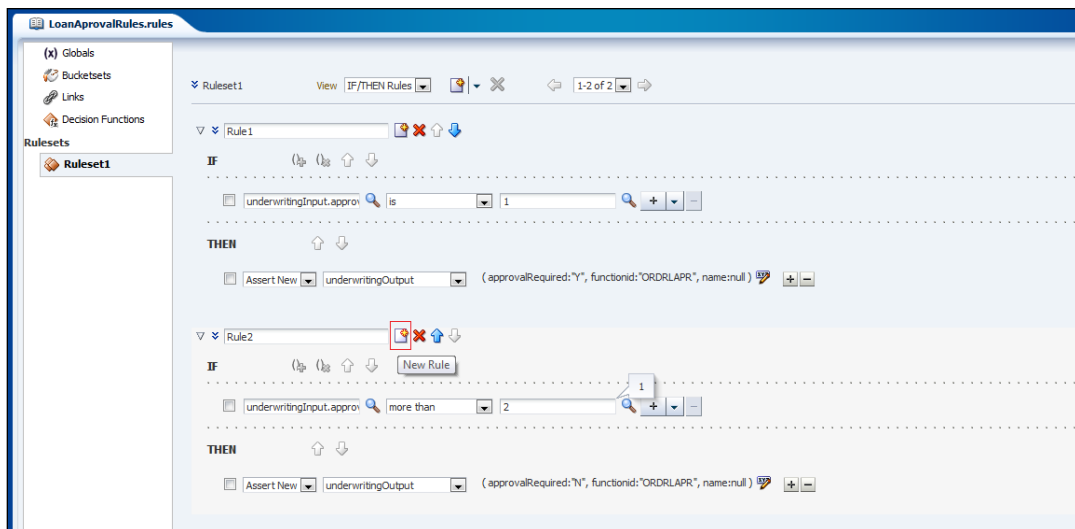 LoanAprovalRules.rules
(x) Globals
Bucketsets
Links
Decision Functions
Rulesets
Ruleset1
Ruleset1 View IF/THEN Rules 1-2 of 2
Rule1
IF
underwritingInput.approv is 1
THEN
Assert New underwritingOutput ( approvalRequired:"Y", functionid:"ORDRLAPR", name:null )
Rule2
New Rule
IF
1
underwritingInput.approv more than 2
THEN
Assert New underwritingOutput ( approvalRequired:"N", functionid:"ORDRLAPR", name:null )